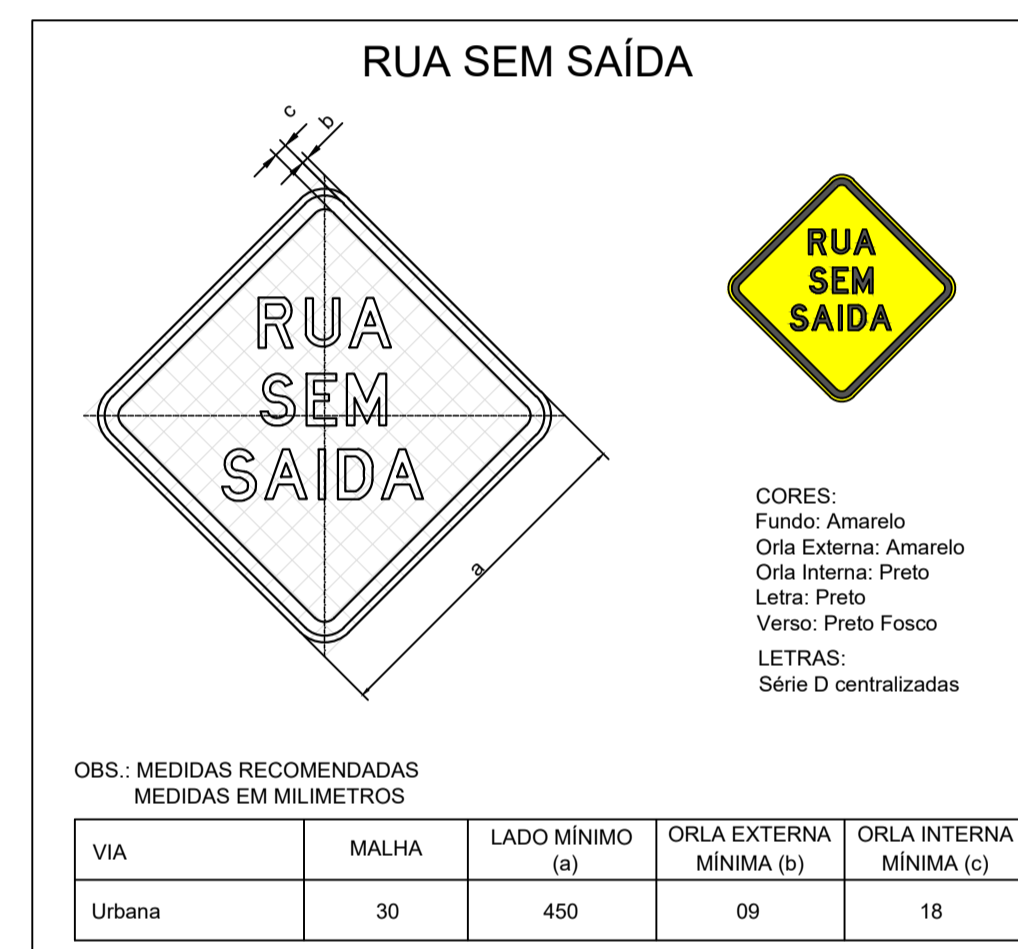 RUA SEM SAÍDA
c
b
RUA
SEM
SAIDA
a
RUA
SEM
SAIDA
CORES:
Fundo: Amarelo
Orla Externa: Amarelo
Orla Interna: Preto
Letra: Preto
Verso: Preto Fosco
LETRAS:
Série D centralizadas
OBS.: MEDIDAS RECOMENDADAS
MEDIDAS EM MILIMETROS
VIA
MALHA
LADO MÍNIMO
(a)
ORLA EXTERNA
MÍNIMA (b)
ORLA INTERNA
MÍNIMA (c)
Urbana
30
450
09
18